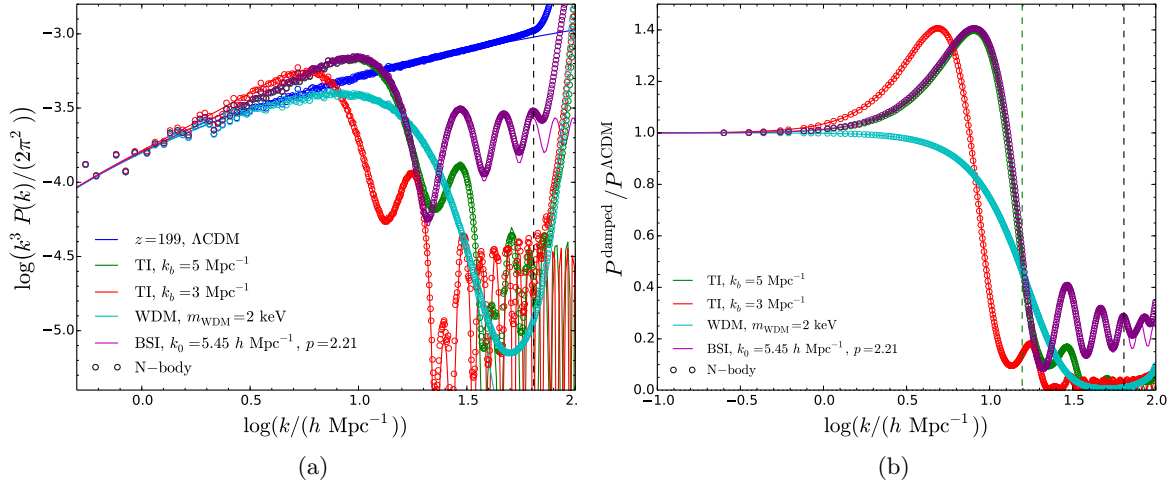 −3.0
−3.5
−4.0
−4.5
−5.0
log(k³ P(k)/(2π² ))
z=199, ΛCDM
TI, k_b=5 Mpc⁻¹
TI, k_b=3 Mpc⁻¹
WDM, m_WDM=2 keV
BSI, k₀=5.45 h Mpc⁻¹, p=2.21
N−body
0.0 0.5 1.0 1.5 2.
log(k/(h Mpc⁻¹))
(a)
1.4
1.2
1.0
0.8
0.6
0.4
0.2
0.0
P^damped/P^ΛCDM
TI, k_b=5 Mpc⁻¹
TI, k_b=3 Mpc⁻¹
WDM, m_WDM=2 keV
BSI, k₀=5.45 h Mpc⁻¹, p=2.21
N−body
−1.0 −0.5 0.0 0.5 1.0 1.5 2.0
log(k/(h Mpc⁻¹))
(b)